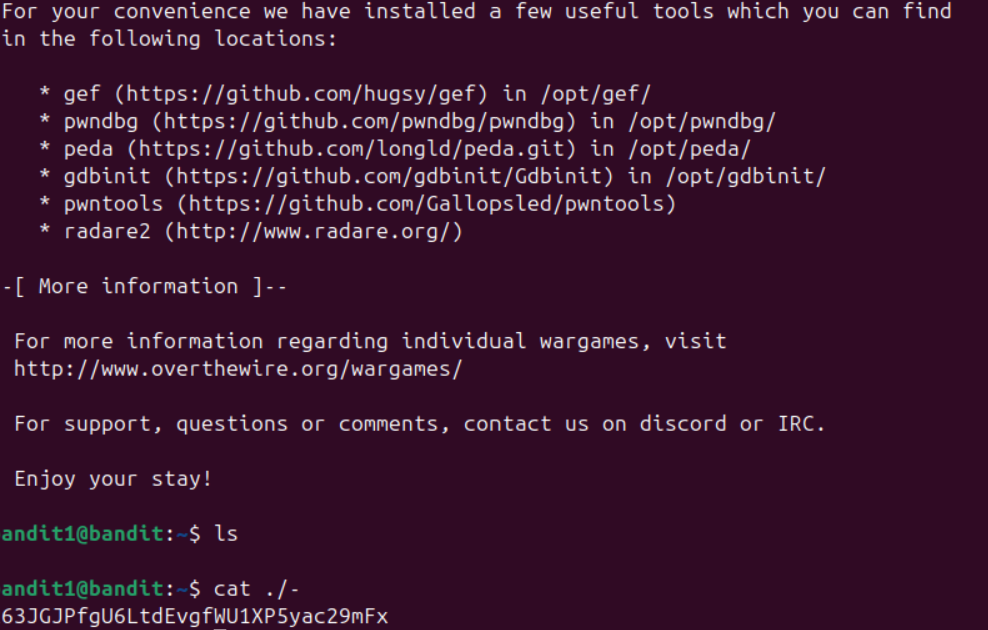 For your convenience we have installed a few useful tools which you can find
in the following locations:
* gef (https://github.com/hugsy/gef) in /opt/gef/
* pwndbg (https://github.com/pwndbg/pwndbg) in /opt/pwndbg/
* peda (https://github.com/longld/peda.git) in /opt/peda/
* gdbinit (https://github.com/gdbinit/Gdbinit) in /opt/gdbinit/
* pwntools (https://github.com/Gallopsled/pwntools)
* radare2 (http://www.radare.org/)
-[ More information ]--
For more information regarding individual wargames, visit
http://www.overthewire.org/wargames/
For support, questions or comments, contact us on discord or IRC.
Enjoy your stay!
andit1@bandit:~$ ls
andit1@bandit:~$ cat ./-
63JGJPfgU6LtdEvgfWU1XP5yac29mFx